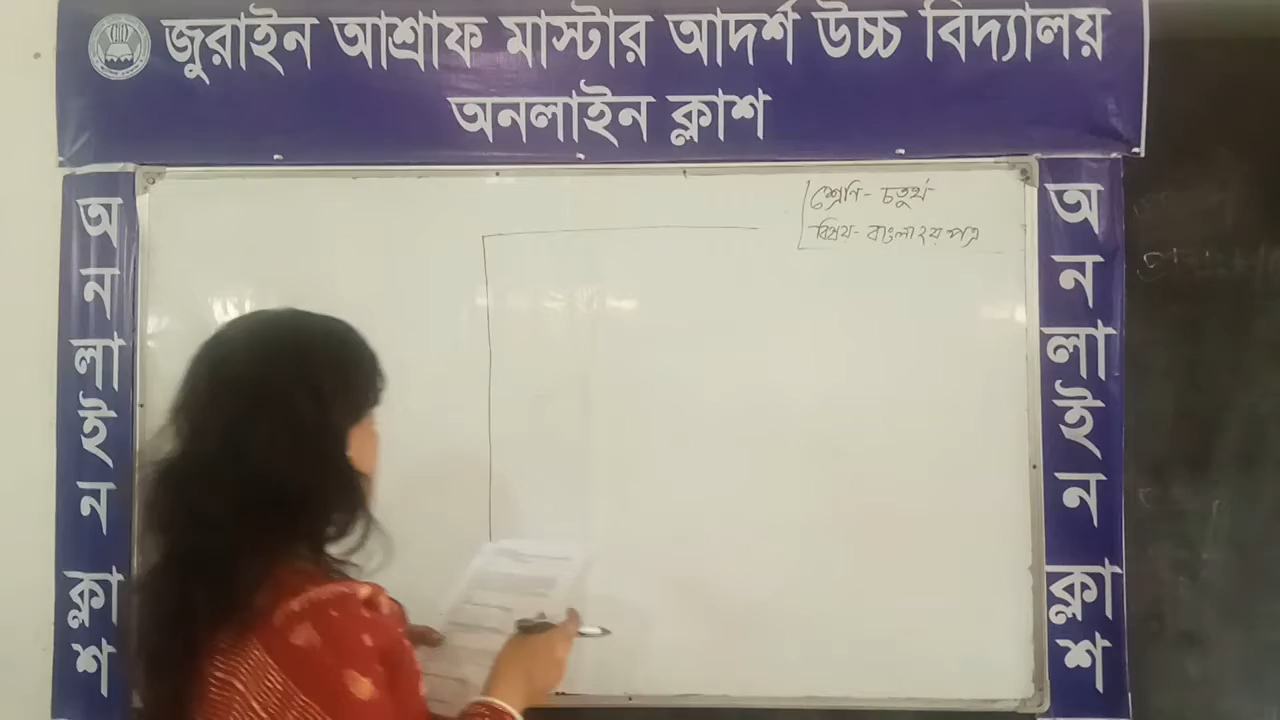 জুরাইন আশ্রাফ মাস্টার আদর্শ উচ্চ বিদ্যালয়
অনলাইন ক্লাশ
শ্রেণি - চতুর্থ
বিষয় - বাংলা ২য় পত্র
অনলাইন ক্লাশ
অনলাইন ক্লাশ